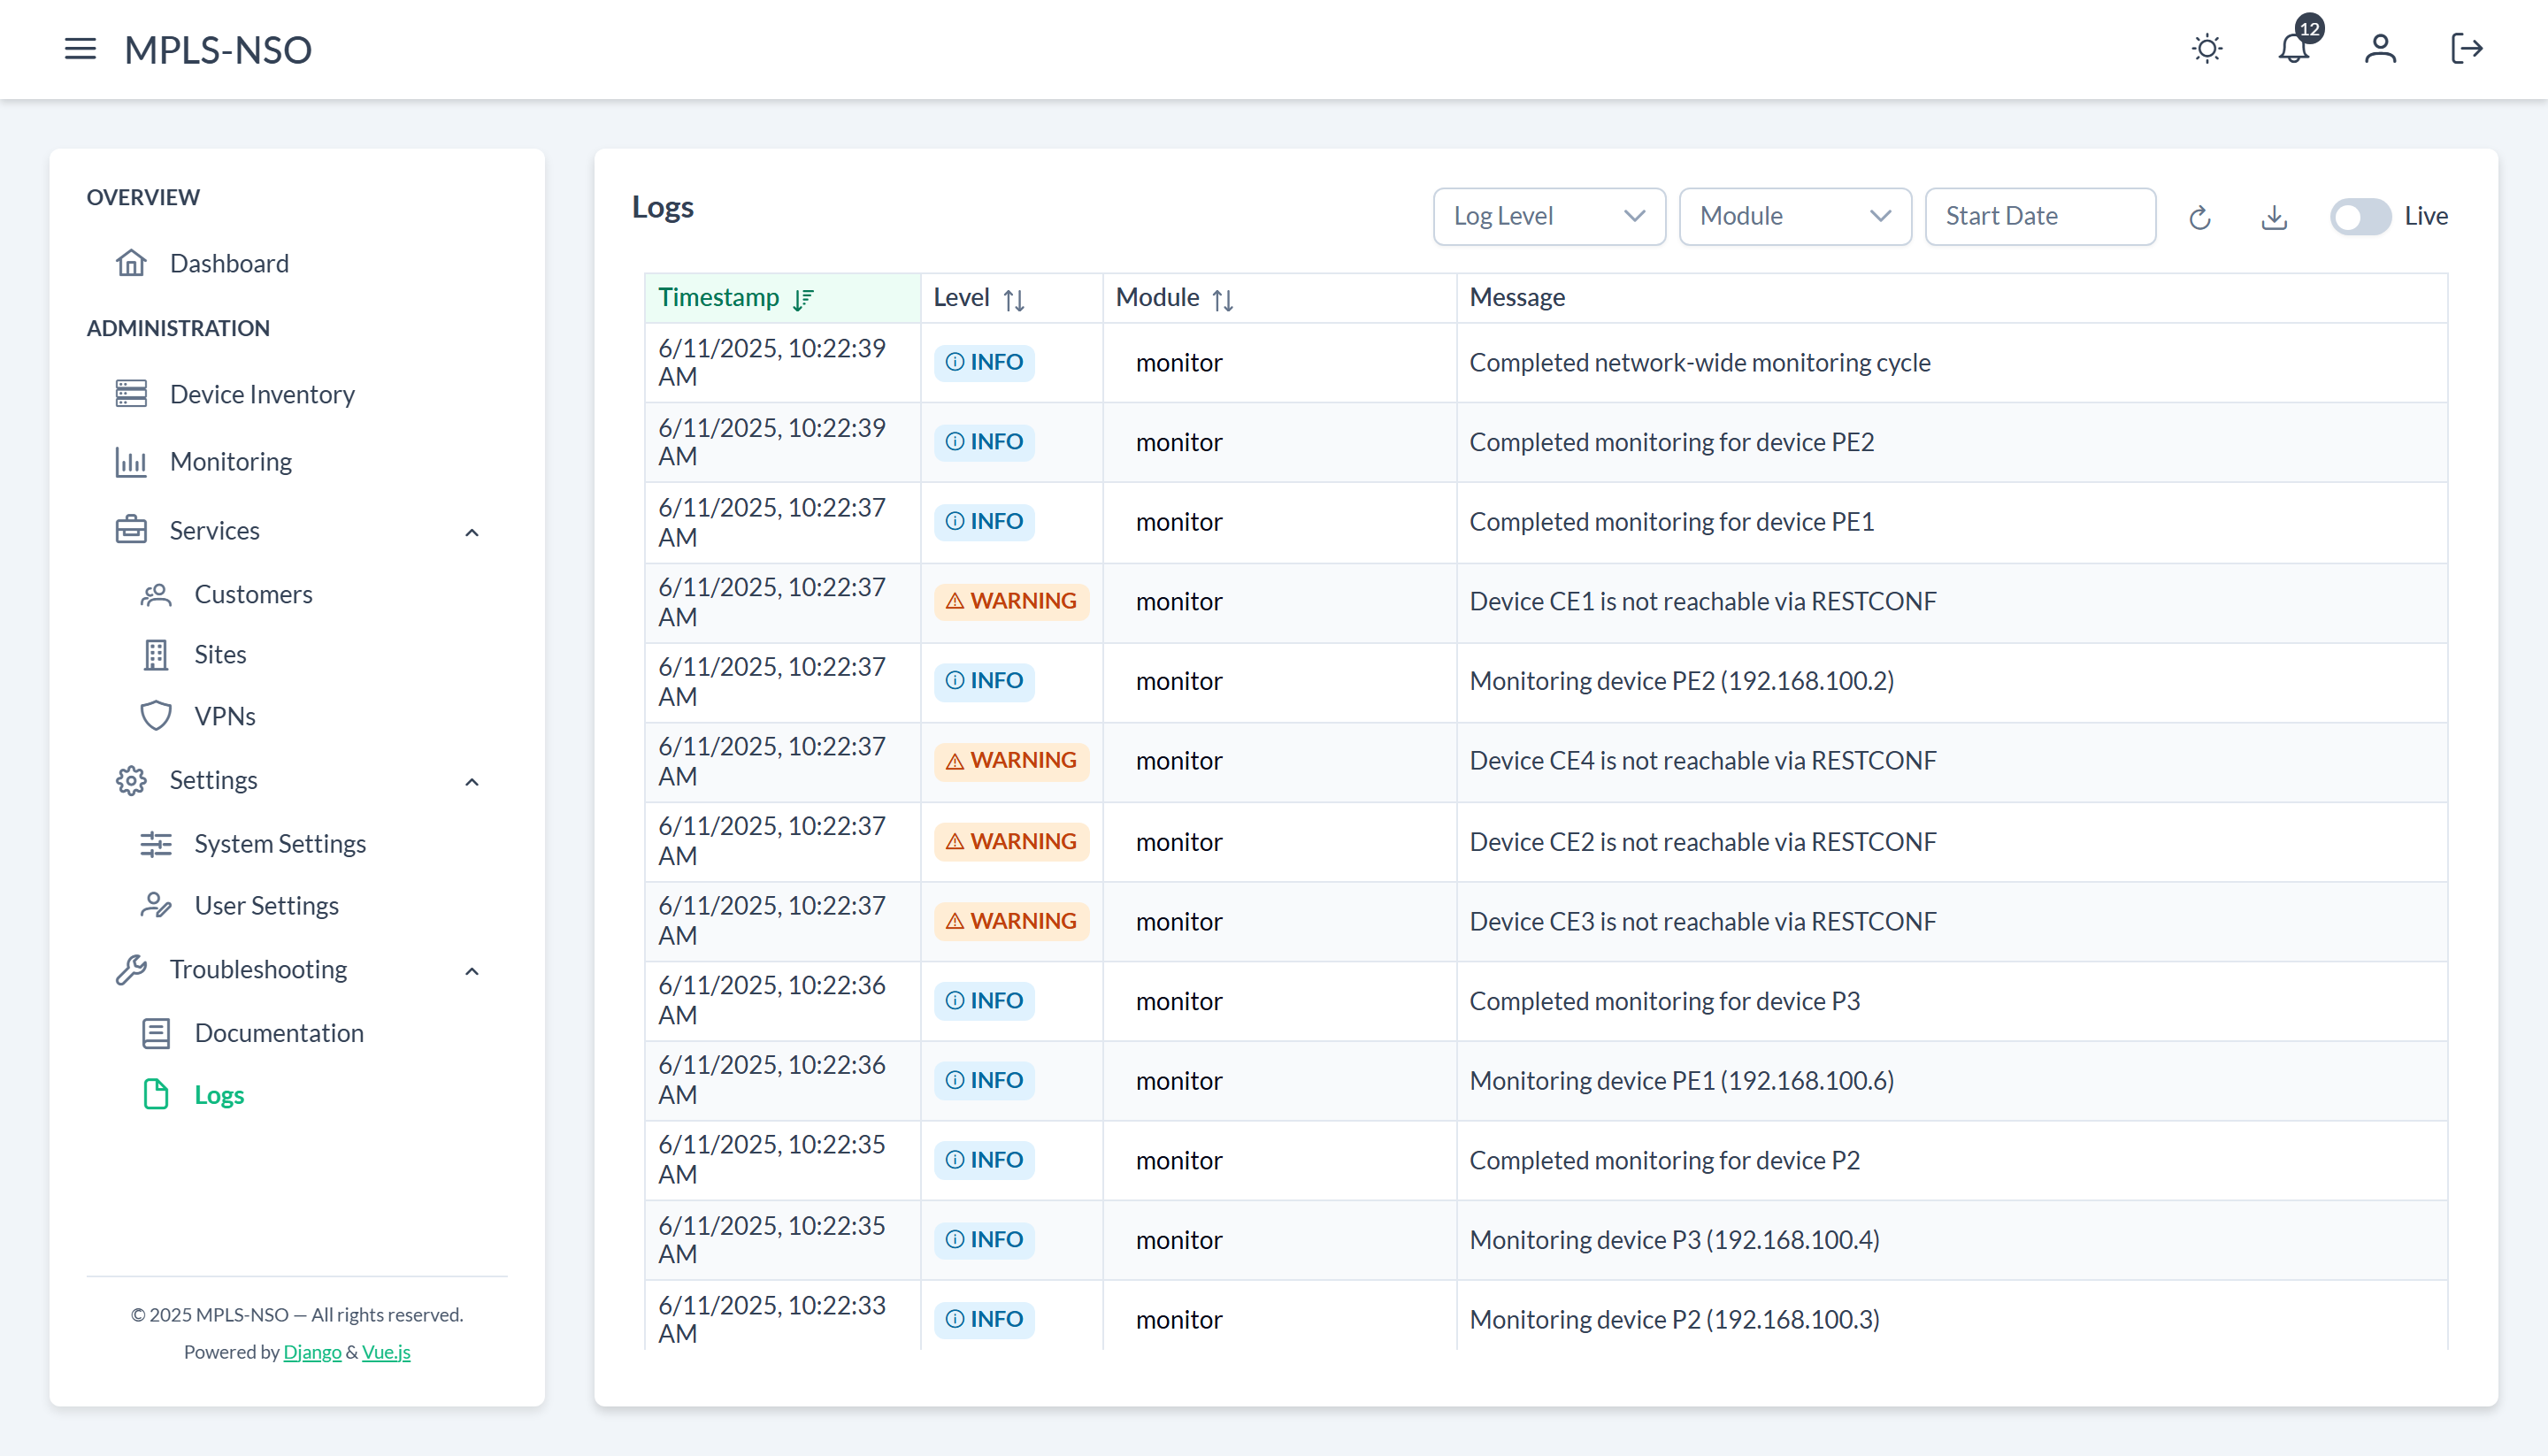 MPLS-NSO
12
OVERVIEW
Dashboard
ADMINISTRATION
Device Inventory
Monitoring
Services
Customers
Sites
VPNs
Settings
System Settings
User Settings
Troubleshooting
Documentation
Logs
© 2025 MPLS-NSO — All rights reserved.
Powered by Django & Vue.js
Logs
Log Level
Module
Start Date
Live
Timestamp Level Module Message
6/11/2025, 10:22:39 AM INFO monitor Completed network-wide monitoring cycle
6/11/2025, 10:22:39 AM INFO monitor Completed monitoring for device PE2
6/11/2025, 10:22:37 AM INFO monitor Completed monitoring for device PE1
6/11/2025, 10:22:37 AM WARNING monitor Device CE1 is not reachable via RESTCONF
6/11/2025, 10:22:37 AM INFO monitor Monitoring device PE2 (192.168.100.2)
6/11/2025, 10:22:37 AM WARNING monitor Device CE4 is not reachable via RESTCONF
6/11/2025, 10:22:37 AM WARNING monitor Device CE2 is not reachable via RESTCONF
6/11/2025, 10:22:37 AM WARNING monitor Device CE3 is not reachable via RESTCONF
6/11/2025, 10:22:36 AM INFO monitor Completed monitoring for device P3
6/11/2025, 10:22:36 AM INFO monitor Monitoring device PE1 (192.168.100.6)
6/11/2025, 10:22:35 AM INFO monitor Completed monitoring for device P2
6/11/2025, 10:22:35 AM INFO monitor Monitoring device P3 (192.168.100.4)
6/11/2025, 10:22:33 AM INFO monitor Monitoring device P2 (192.168.100.3)